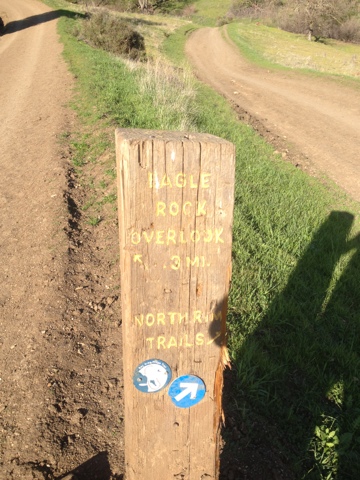 EAGLE
ROCK
OVERLOOK
↖ .3 MI.
NORTH RIM
TRAILS ↗